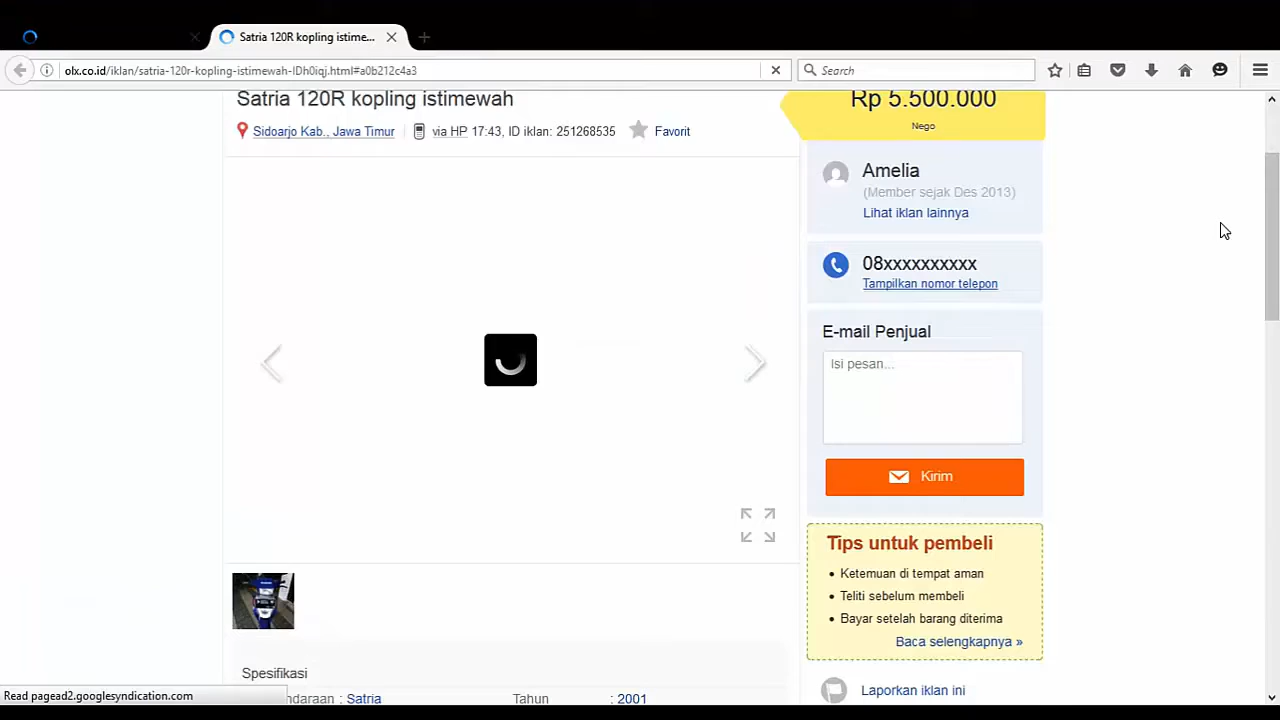 Satria 120R kopling istime...
olx.co.id/iklan/satria-120r-kopling-istimewah-IDh0iqj.html#a0b212c4a3
Search
Satria 120R kopling istimewah
Sidoarjo Kab., Jawa Timur
via HP 17:43, ID iklan: 251268535
Favorit
Rp 5.500.000
Nego
Amelia
(Member sejak Des 2013)
Lihat iklan lainnya
08xxxxxxxxxx
Tampilkan nomor telepon
E-mail Penjual
Isi pesan...
Kirim
Tips untuk pembeli
• Ketemuan di tempat aman
• Teliti sebelum membeli
• Bayar setelah barang diterima
Baca selengkapnya »
Laporkan iklan ini
Spesifikasi
ndaraan : Satria
Tahun : 2001
Read pagead2.googlesyndication.com